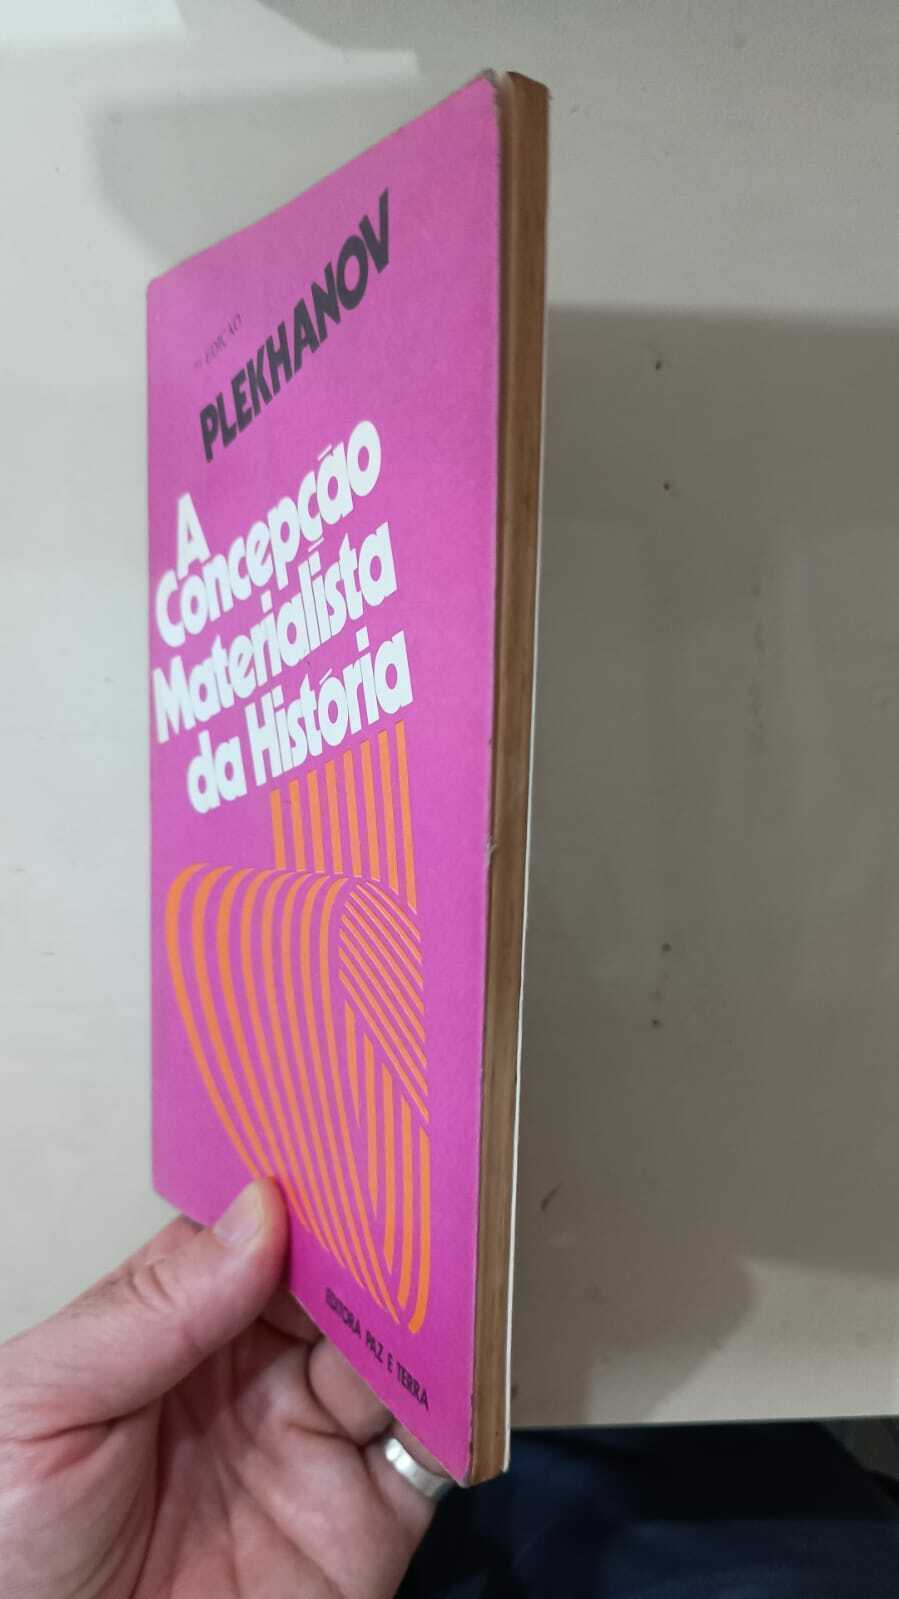 EDIÇÃO
PLEKHANOV
A
Concepção
Materialista
da História
EDITORA PAZ E TERRA